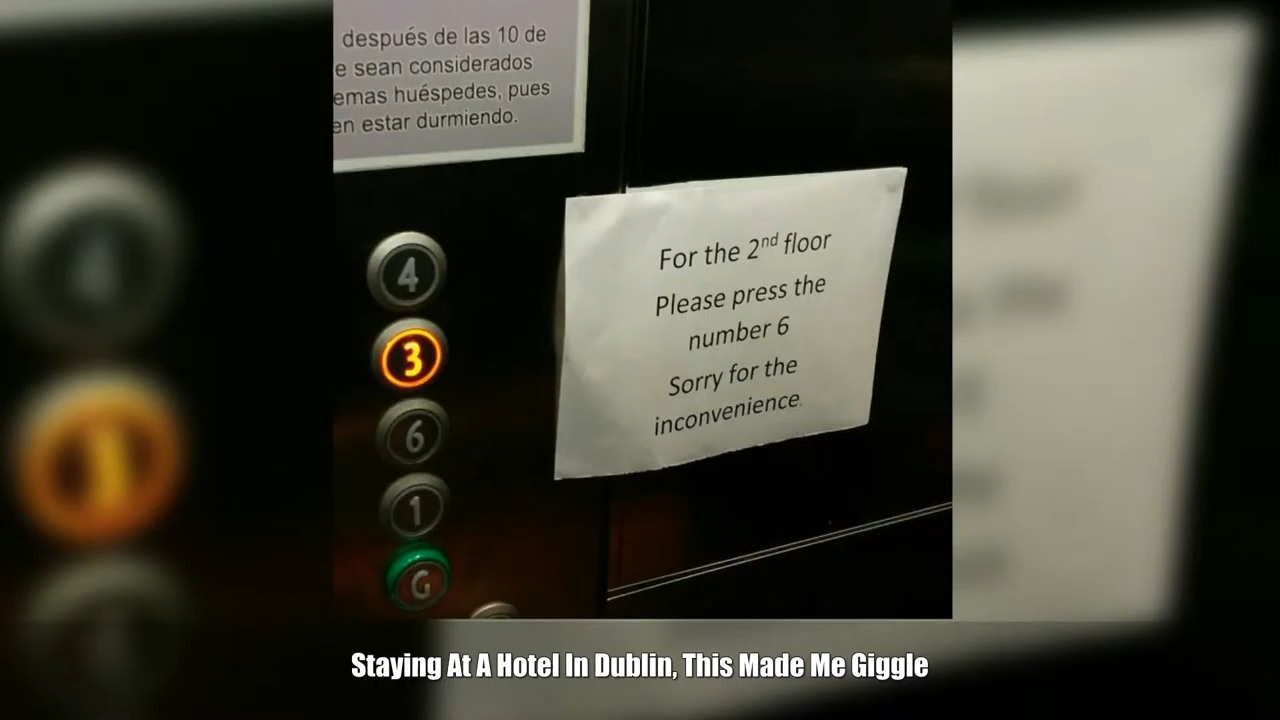 después de las 10 de
e sean considerados
emas huéspedes, pues
en estar durmiendo.
4
3
6
1
G
For the 2nd floor
Please press the
number 6
Sorry for the
inconvenience.
Staying At A Hotel In Dublin, This Made Me Giggle